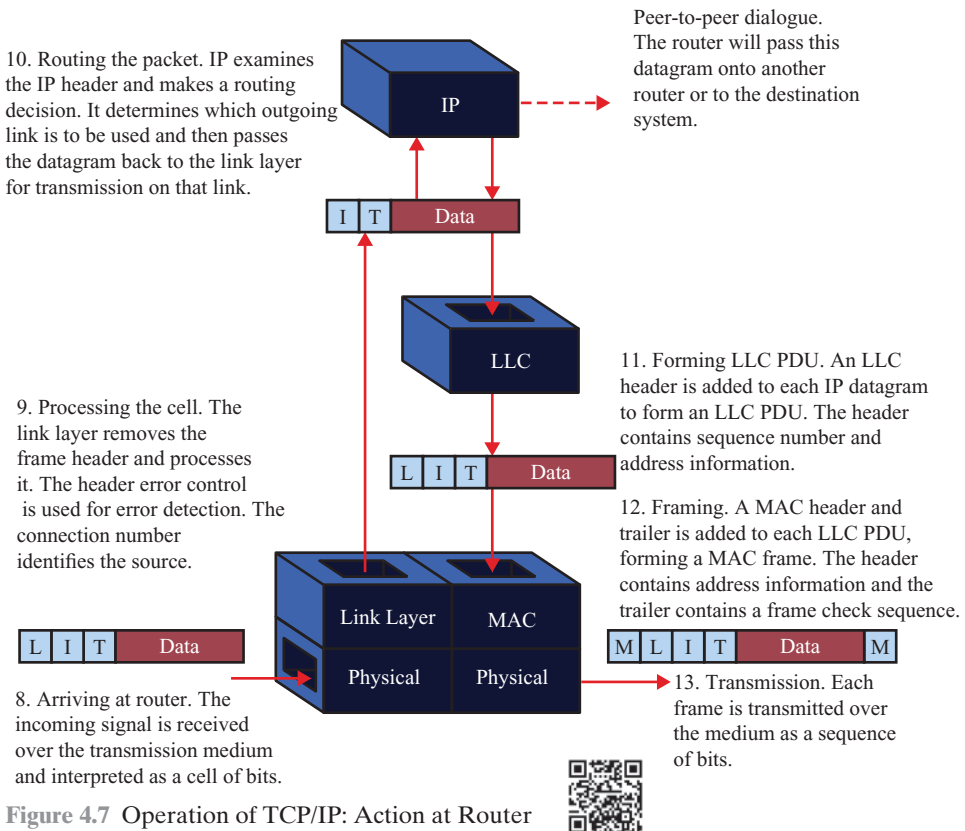 Peer-to-peer dialogue.
The router will pass this
datagram onto another
router or to the destination
system.
10. Routing the packet. IP examines
the IP header and makes a routing
decision. It determines which outgoing
link is to be used and then passes
the datagram back to the link layer
for transmission on that link.
IP
I T Data
LLC
11. Forming LLC PDU. An LLC
header is added to each IP datagram
to form an LLC PDU. The header
contains sequence number and
address information.
9. Processing the cell. The
link layer removes the
frame header and processes
it. The header error control
is used for error detection. The
connection number
identifies the source.
L I T Data
12. Framing. A MAC header and
trailer is added to each LLC PDU,
forming a MAC frame. The header
contains address information and the
trailer contains a frame check sequence.
Link Layer MAC
L I T Data
Physical Physical
M L I T Data M
8. Arriving at router. The
incoming signal is received
over the transmission medium
and interpreted as a cell of bits.
13. Transmission. Each
frame is transmitted over
the medium as a sequence
of bits.
Figure 4.7 Operation of TCP/IP: Action at Router